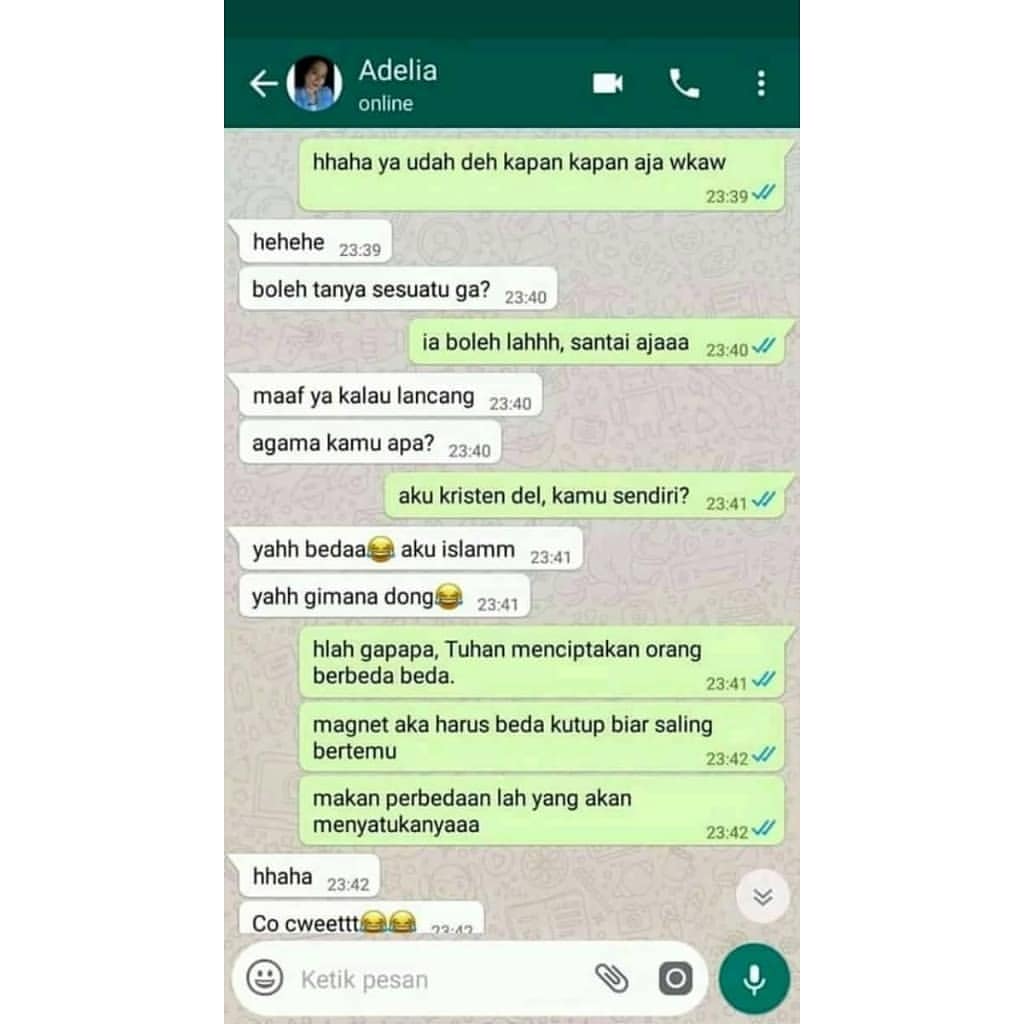 Adelia
online
hhaha ya udah deh kapan kapan aja wkaw
23:39
hehehe 23:39
boleh tanya sesuatu ga? 23:40
ia boleh lahhh, santai ajaaa 23:40
maaf ya kalau lancang 23:40
agama kamu apa? 23:40
aku kristen del, kamu sendiri? 23:41
yahh bedaa😂 aku islamm 23:41
yahh gimana dong😂 23:41
hlah gapapa, Tuhan menciptakan orang
berbeda beda. 23:41
magnet aka harus beda kutup biar saling
bertemu 23:42
makan perbedaan lah yang akan
menyatukanyaaa 23:42
hhaha 23:42
Co cweettt😂😂 23:42
Ketik pesan